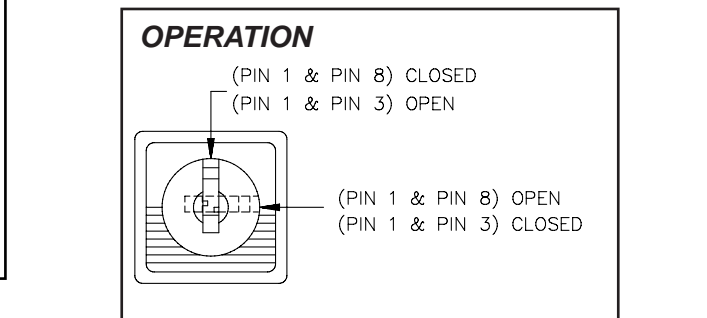 OPERATION
(PIN 1 & PIN 8) CLOSED
(PIN 1 & PIN 3) OPEN
(PIN 1 & PIN 8) OPEN
(PIN 1 & PIN 3) CLOSED